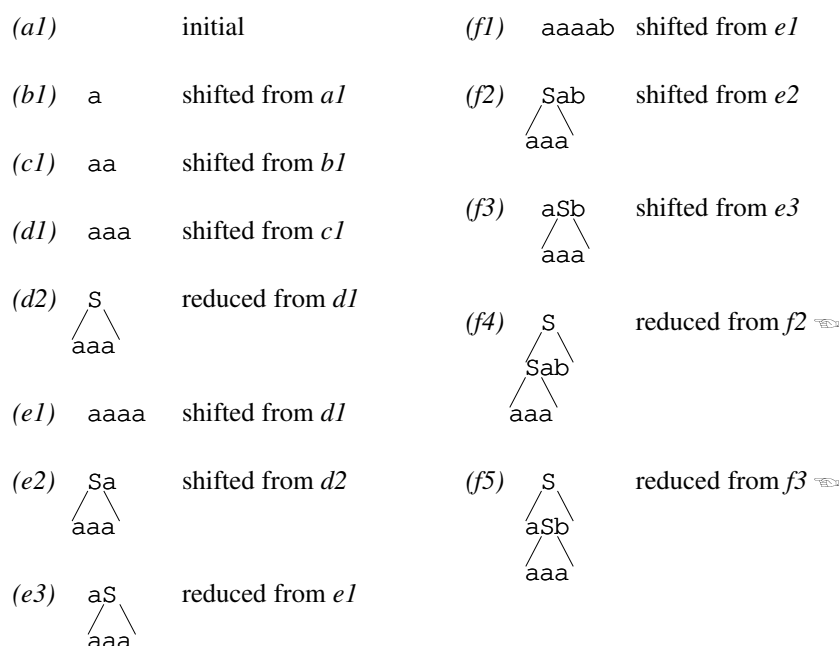 (a1) initial
(b1) a shifted from a1
(c1) aa shifted from b1
(d1) aaa shifted from c1
(d2) S reduced from d1
aaa
(e1) aaaa shifted from d1
(e2) Sa shifted from d2
aaa
(e3) aS reduced from e1
aaa
(f1) aaaab shifted from e1
(f2) Sab shifted from e2
aaa
(f3) aSb shifted from e3
aaa
(f4) S reduced from f2 ☜
Sab
aaa
(f5) S reduced from f3 ☜
aSb
aaa